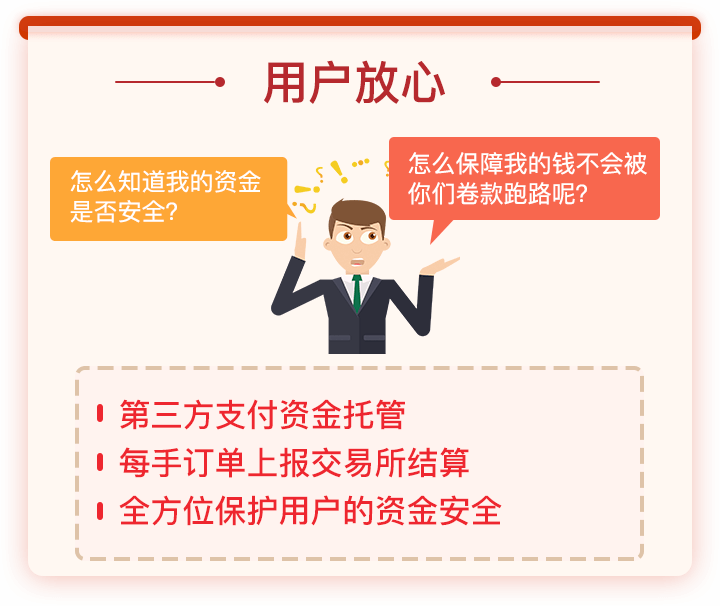 用户放心
怎么知道我的资金
是否安全?
怎么保障我的钱不会被
你们卷款跑路呢?
第三方支付资金托管
每手订单上报交易所结算
全方位保护用户的资金安全